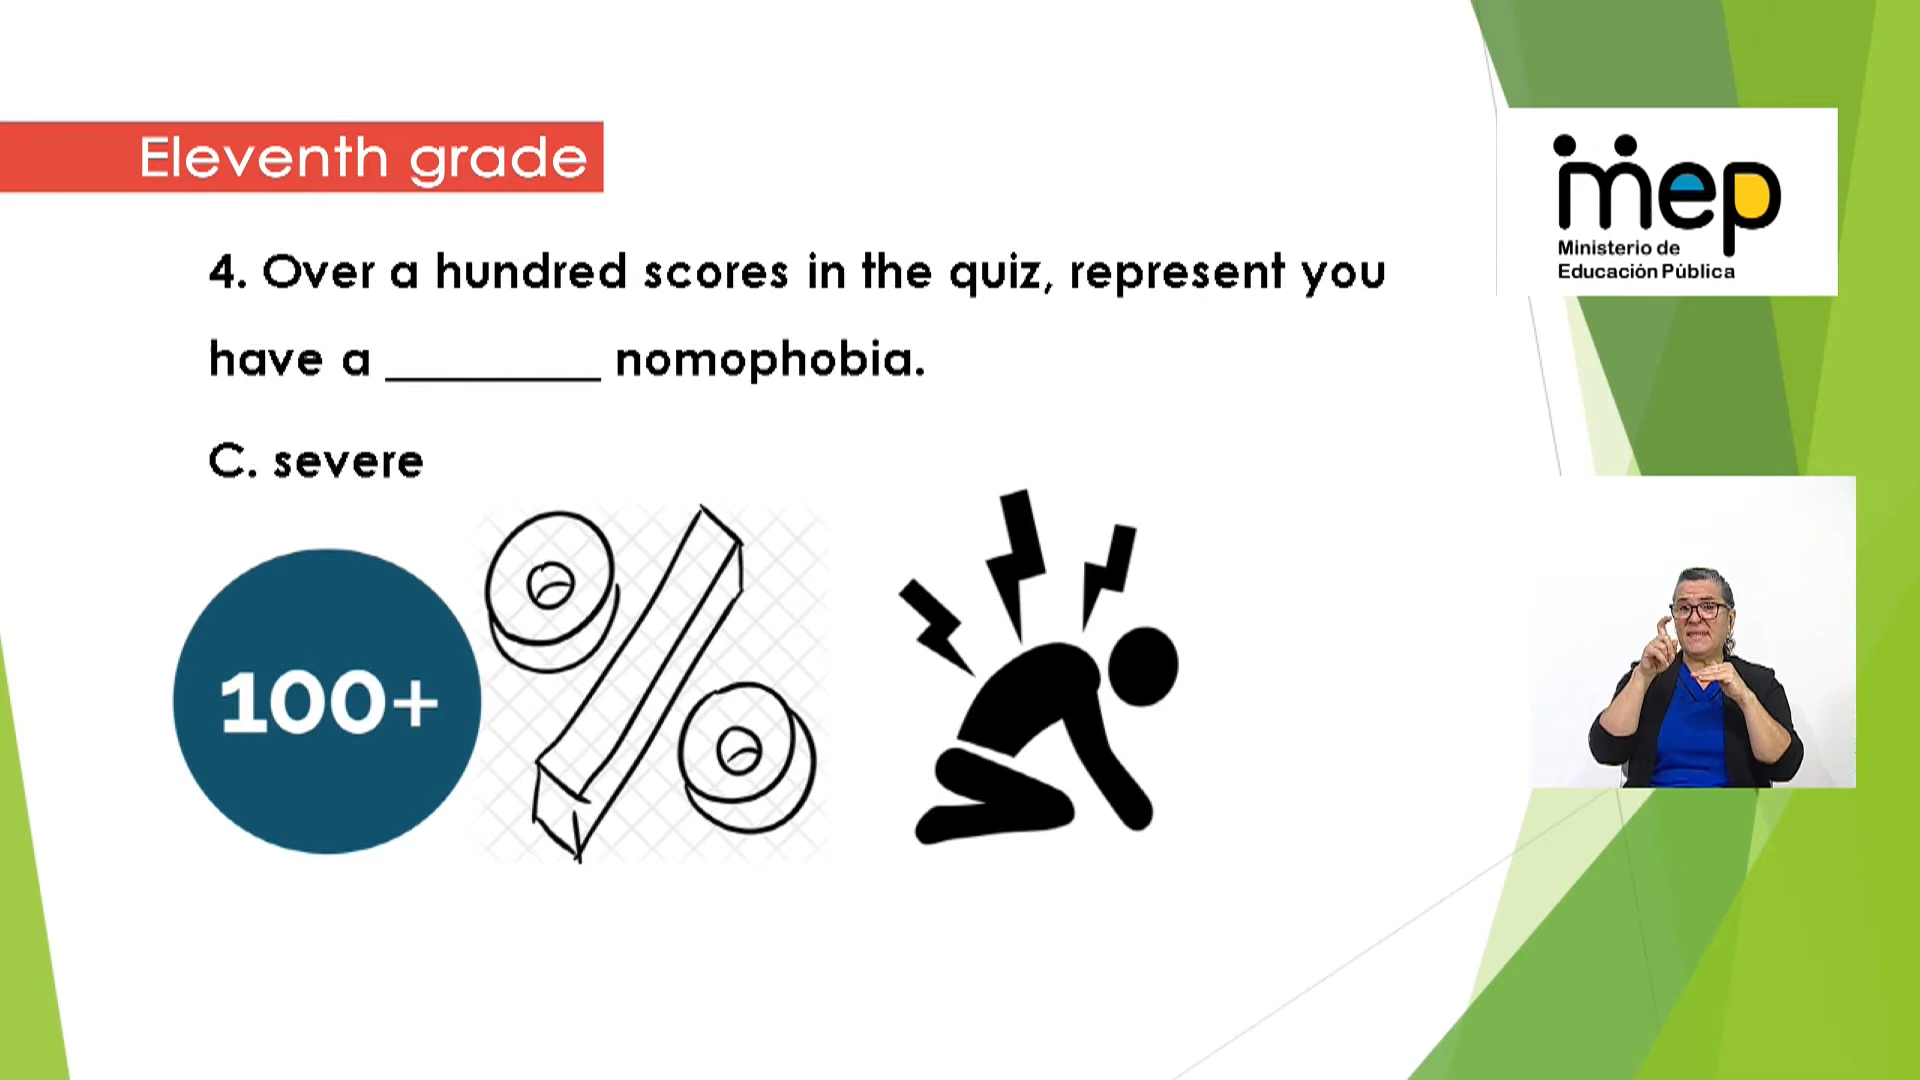 Eleventh grade
mep
Ministerio de
Educación Pública
4. Over a hundred scores in the quiz, represent you
have a ________ nomophobia.
C. severe
100+
%